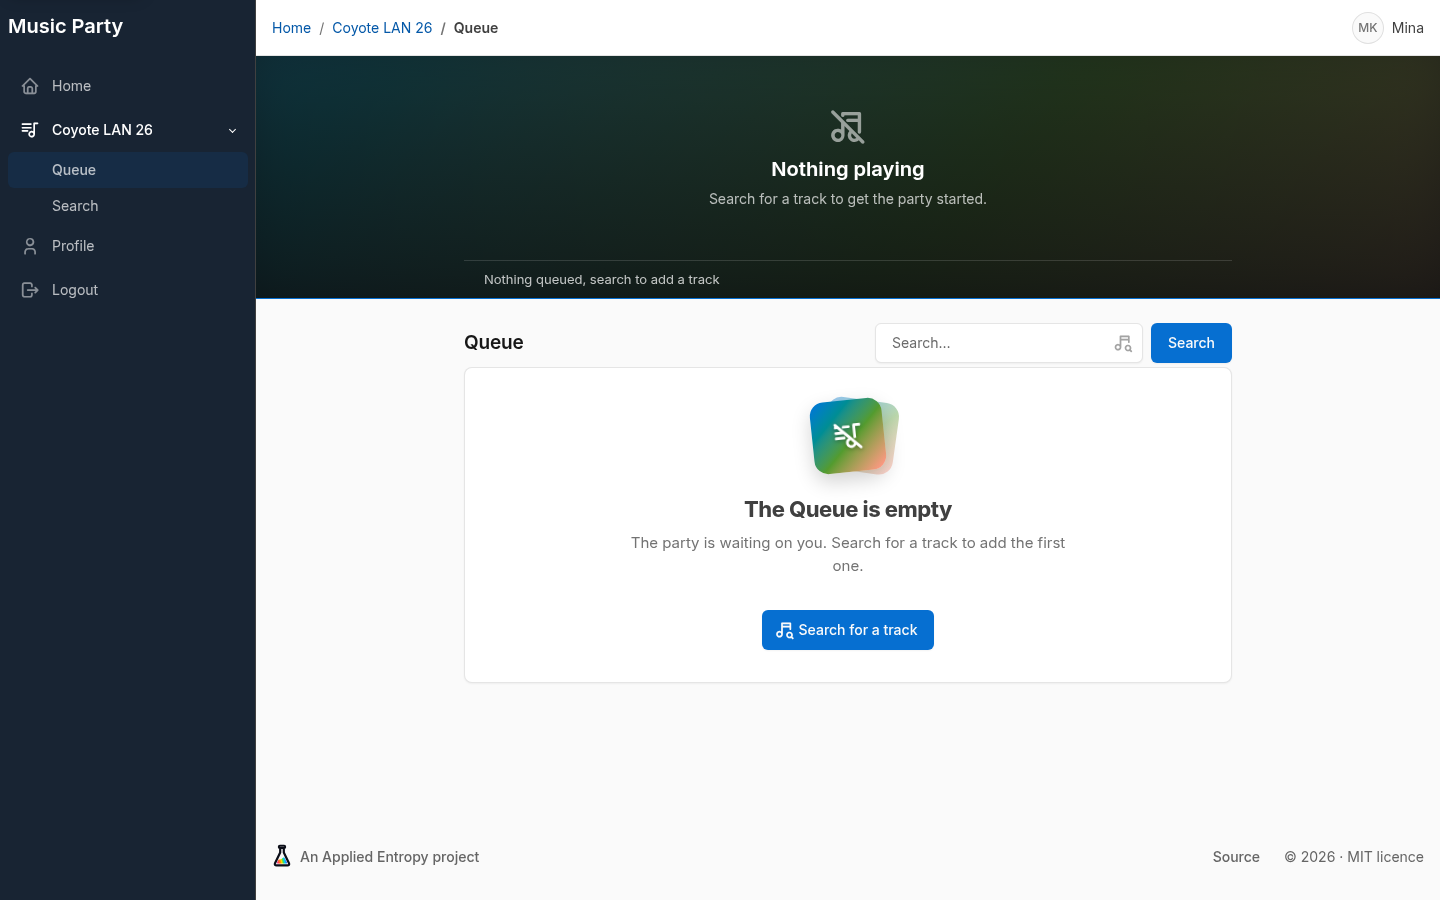 Music Party
Home
Coyote LAN 26
Queue
Search
Profile
Logout
Home / Coyote LAN 26 / Queue
MK Mina
Nothing playing
Search for a track to get the party started.
Nothing queued, search to add a track
Queue
Search...
Search
The Queue is empty
The party is waiting on you. Search for a track to add the first
one.
Search for a track
An Applied Entropy project
Source
© 2026 · MIT licence